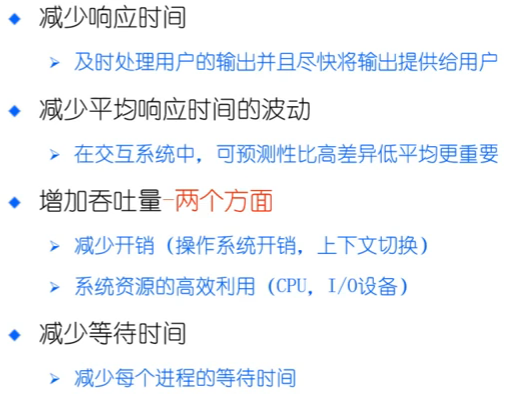 减少响应时间
及时处理用户的输出并且尽快将输出提供给用户
减少平均响应时间的波动
在交互系统中，可预测性比高差异低平均更重要
增加吞吐量-两个方面
减少开销（操作系统开销，上下文切换）
系统资源的高效利用（CPU，I/O设备）
减少等待时间
减少每个进程的等待时间